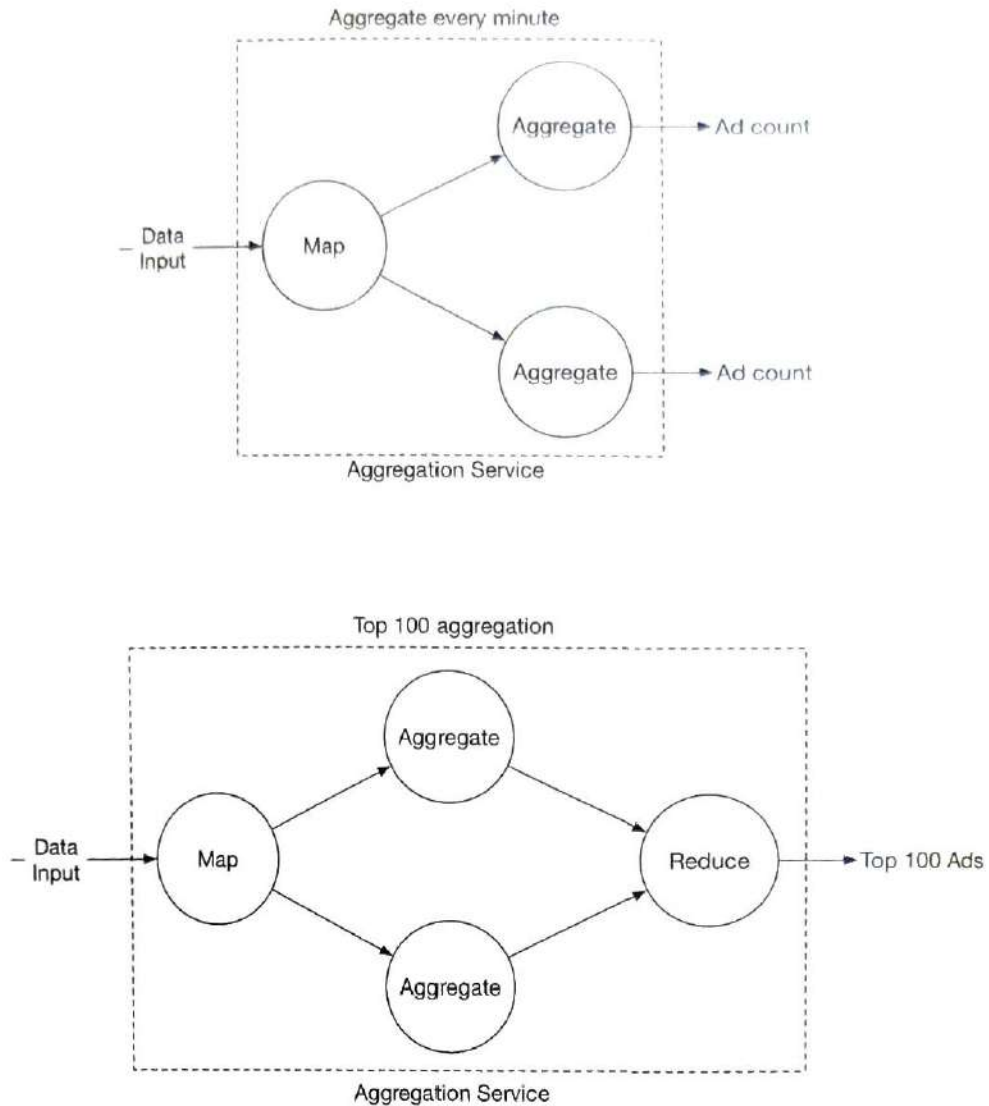 Aggregate every minute
Aggregate
Ad count
Data
Input
Map
Aggregate
Ad count
Aggregation Service
Top 100 aggregation
Aggregate
Data
Input
Map
Reduce
Top 100 Ads
Aggregate
Aggregation Service